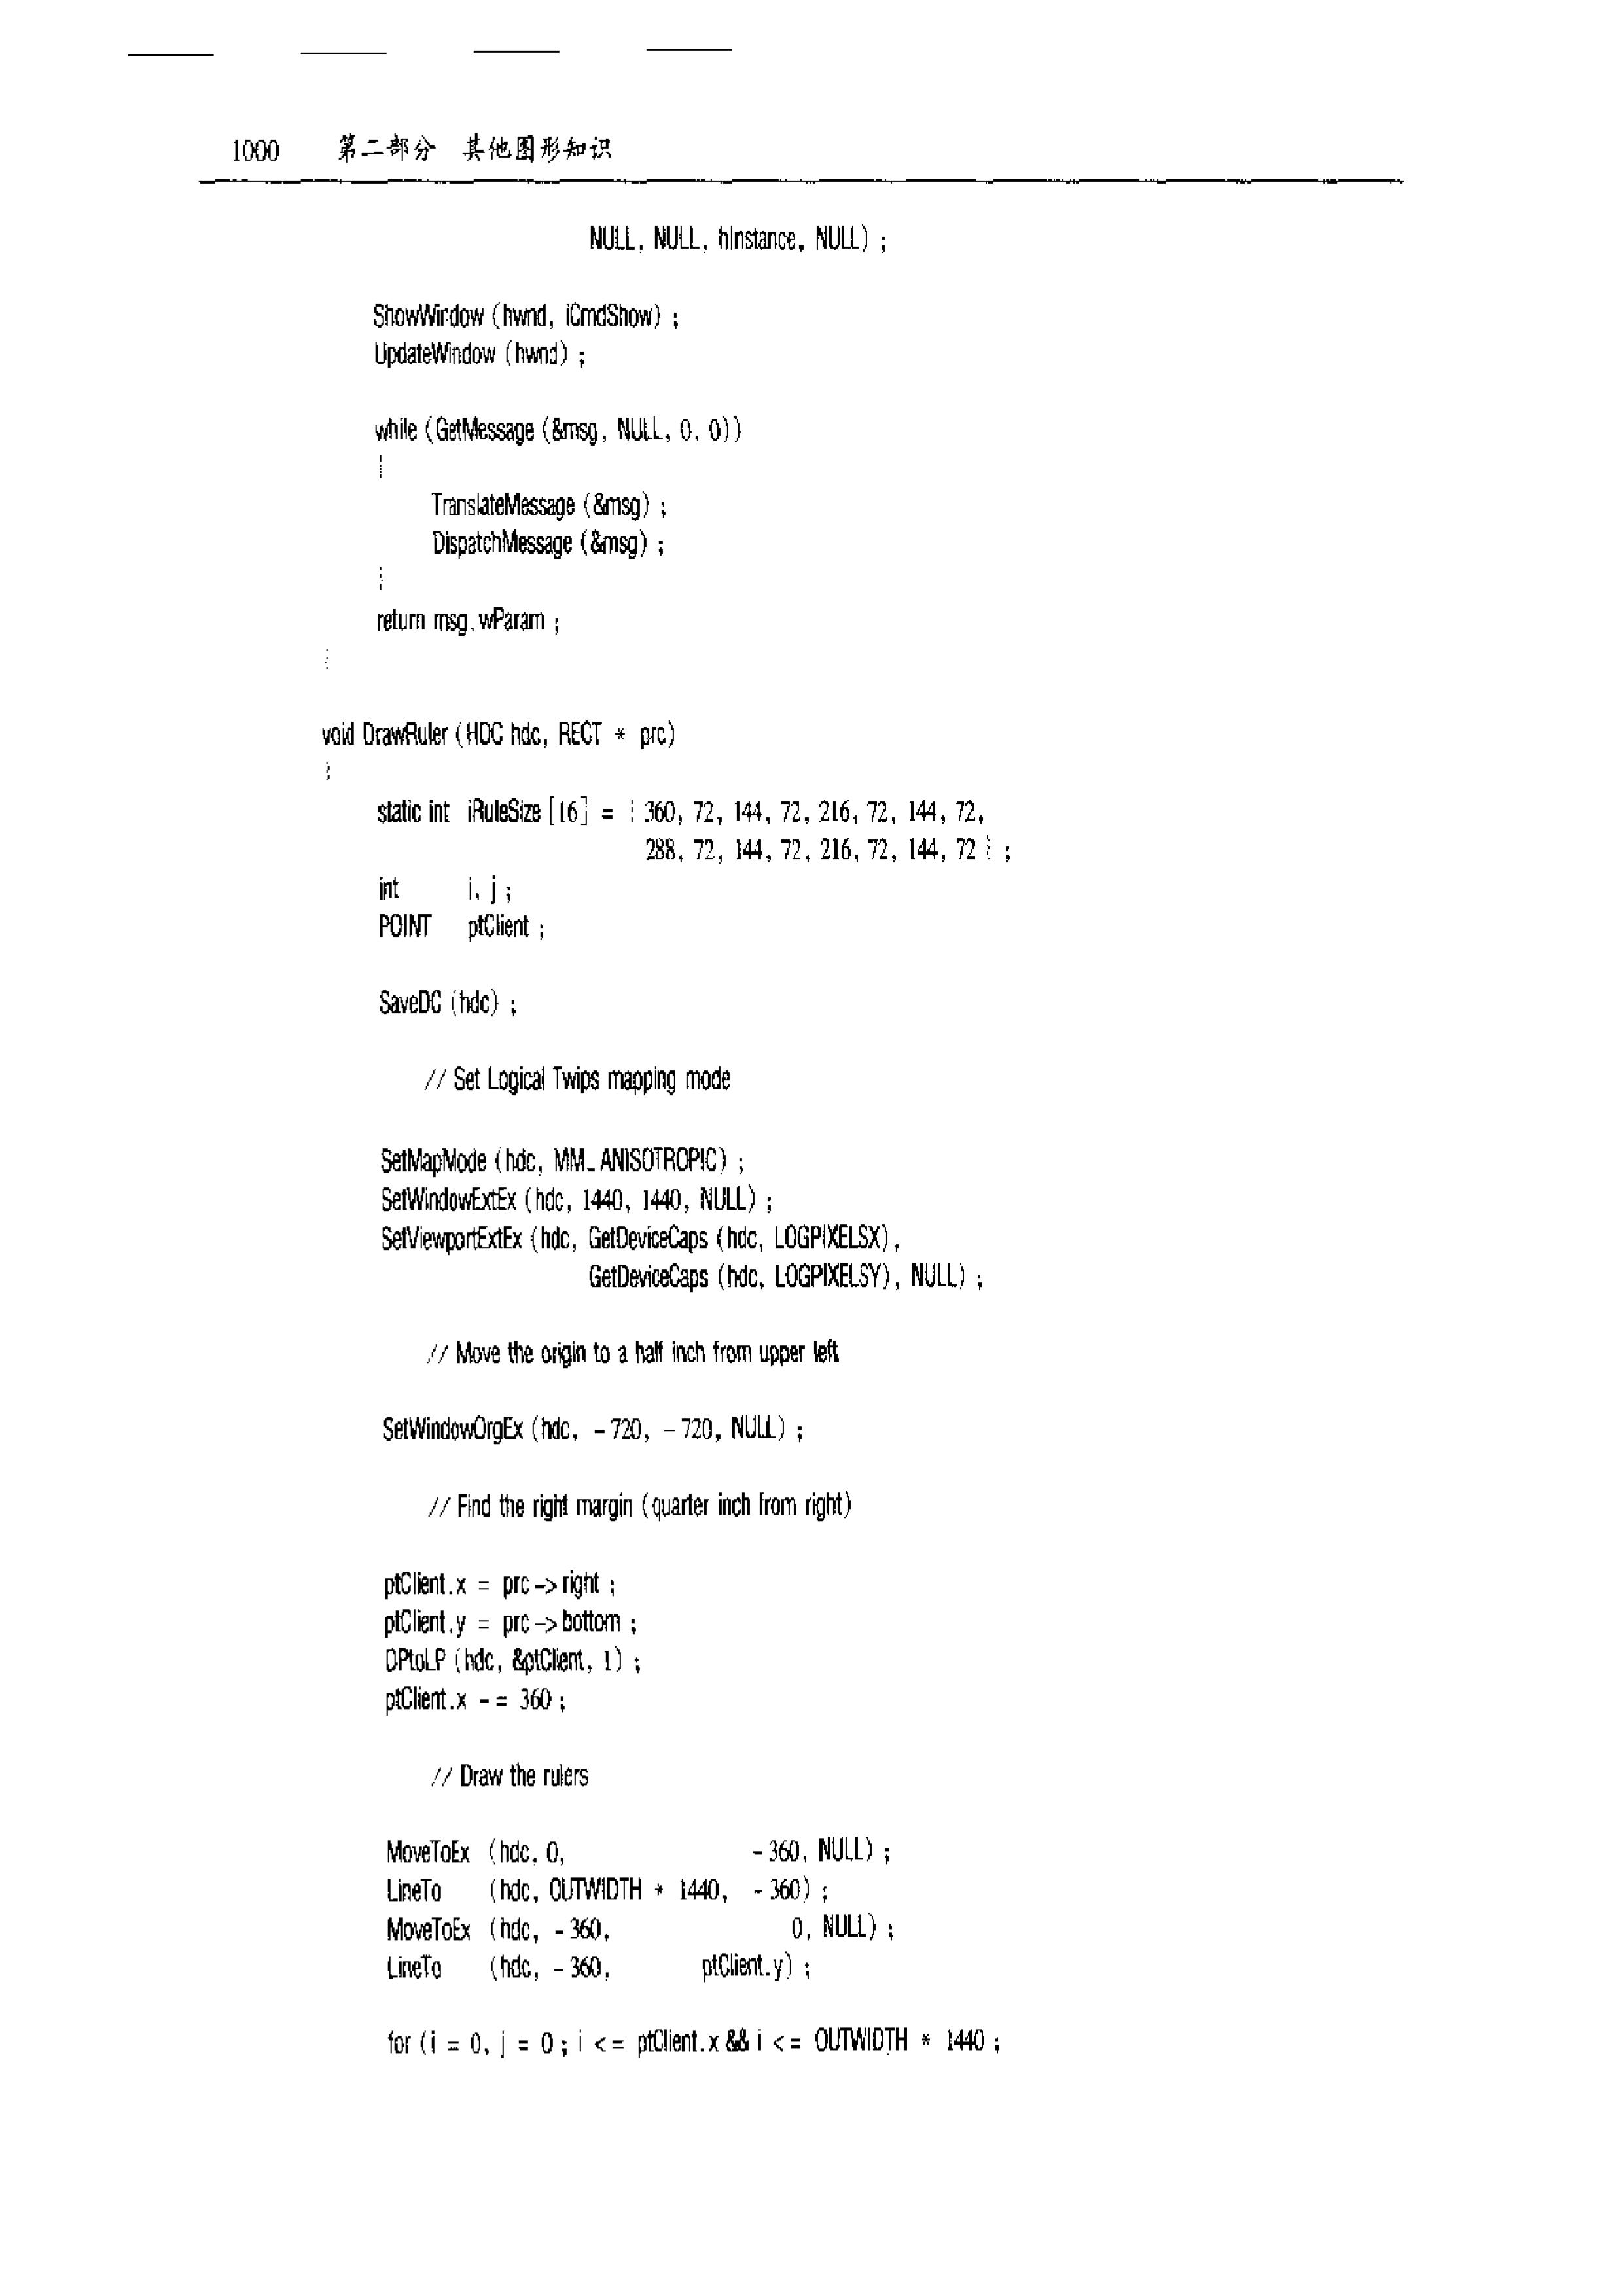 1000 第二部分 其他图形知识
NULL, NULL, hInstance, NULL) ;
ShowWindow (hwnd, iCmdShow) ;
UpdateWindow (hwnd) ;
while (GetMessage (&msg, NULL, 0, 0))
{
TranslateMessage (&msg) ;
DispatchMessage (&msg) ;
}
return msg.wParam ;
}
void DrawRuler (HDC hdc, RECT * prc)
{
static int iRuleSize [16] = { 360, 72, 144, 72, 216, 72, 144, 72,
288, 72, 144, 72, 216, 72, 144, 72 } ;
int i, j ;
POINT ptClient ;
SaveDC (hdc) ;
// Set Logical Twips mapping mode
SetMapMode (hdc, MM_ANISOTROPIC) ;
SetWindowExtEx (hdc, 1440, 1440, NULL) ;
SetViewportExtEx (hdc, GetDeviceCaps (hdc, LOGPIXELSX),
GetDeviceCaps (hdc, LOGPIXELSY), NULL) ;
// Move the origin to a half inch from upper left
SetWindowOrgEx (hdc, -720, -720, NULL) ;
// Find the right margin (quarter inch from right)
ptClient.x = prc->right ;
ptClient.y = prc->bottom ;
DPtoLP (hdc, &ptClient, 1) ;
ptClient.x -= 360 ;
// Draw the rulers
MoveToEx (hdc, 0, -360, NULL) ;
LineTo (hdc, OUTWIDTH * 1440, -360) ;
MoveToEx (hdc, -360, 0, NULL) ;
LineTo (hdc, -360, ptClient.y) ;
for (i = 0, j = 0 ; i <= ptClient.x && i <= OUTWIDTH * 1440 ;